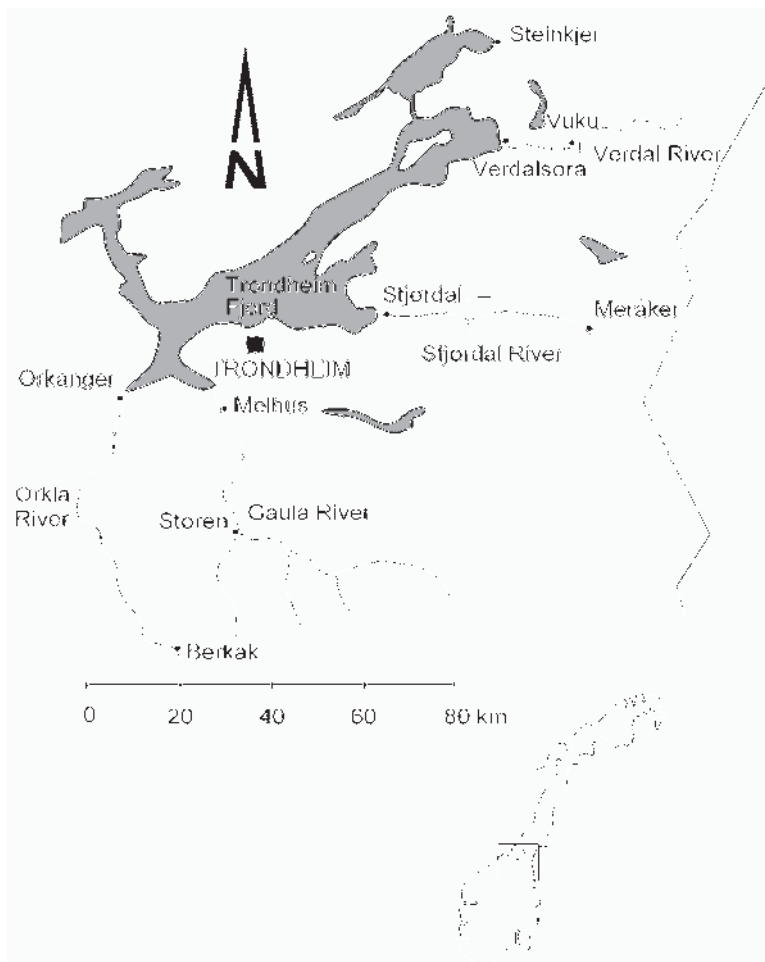 Steinkjer
N
Vuku
Verdalsora
Verdal River
Trondheim
Fjord
Stjordal
Meraker
Stjordal River
TRONDHEIM
Orkanger
Melhus
Orkla
River
Storen
Gaula River
Berkak
0 20 40 60 80 km